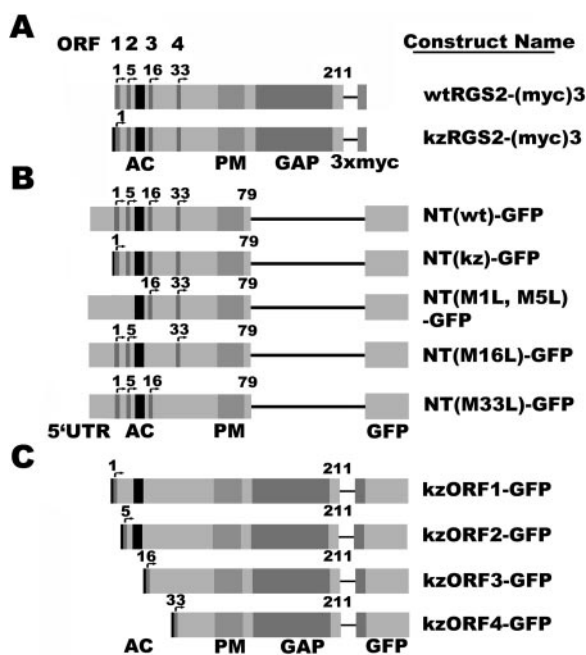 A
ORF 1 2 3 4 Construct Name
1 5 16 33 211
wtRGS2-(myc)3
1
kzRGS2-(myc)3
AC PM GAP 3xmyc
B
1 5 16 33 79
NT(wt)-GFP
1 79
NT(kz)-GFP
16 33 79
NT(M1L, M5L)
-GFP
1 5 33 79
NT(M16L)-GFP
1 5 16 79
NT(M33L)-GFP
5'UTR AC PM GFP
C
1 211
kzORF1-GFP
5 211
kzORF2-GFP
16 211
kzORF3-GFP
33 211
kzORF4-GFP
AC PM GAP GFP